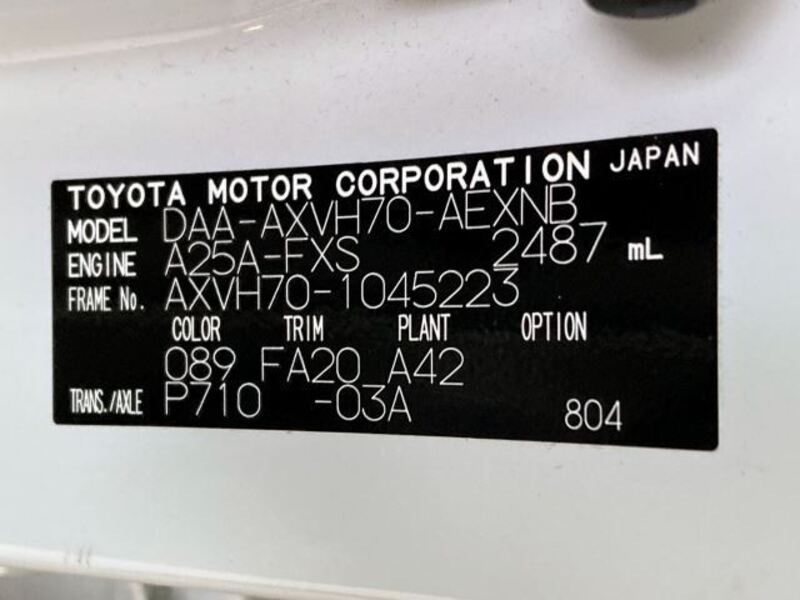 TOYOTA MOTOR CORPORATION JAPAN
MODEL DAA-AXVH70-AEXNB
ENGINE A25A-FXS 2487 mL
FRAME No. AXVH70-1045223
COLOR TRIM PLANT OPTION
089 FA20 A42
TRANS./AXLE P710 -03A 804